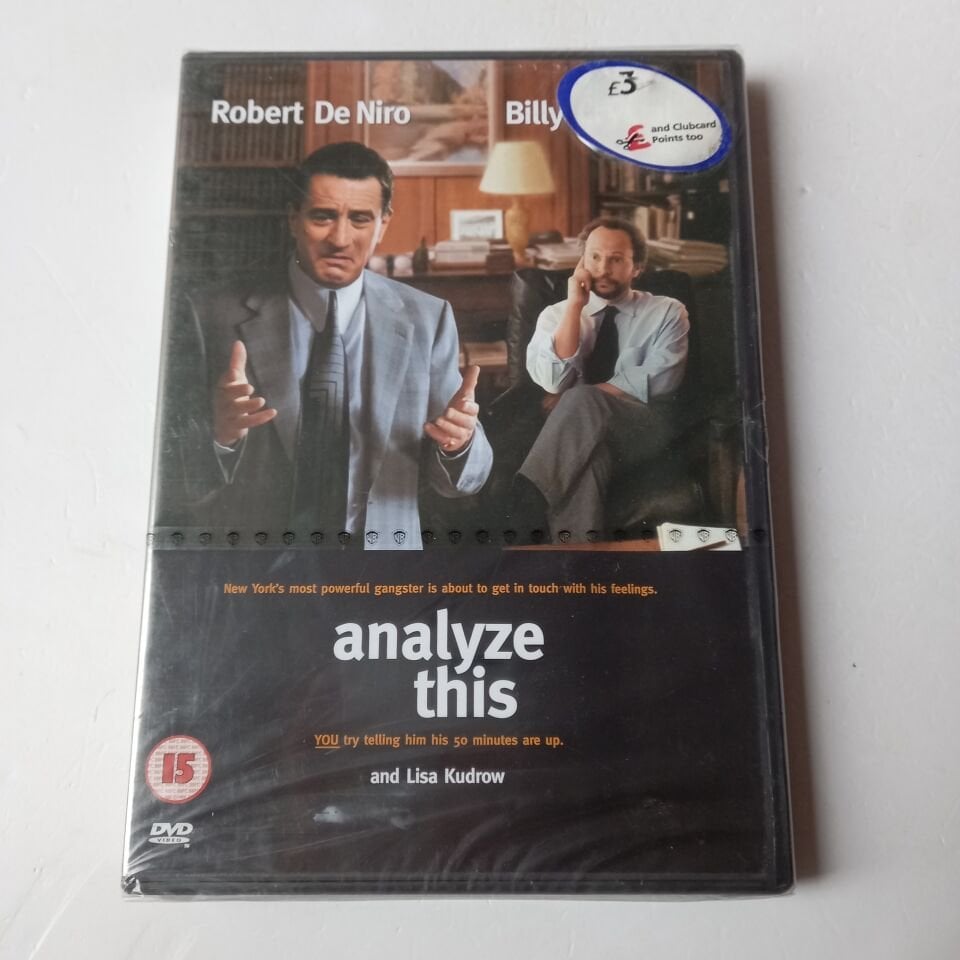 Robert De Niro
Billy
£3
and Clubcard
Points too
New York's most powerful gangster is about to get in touch with his feelings.
analyze
this
YOU try telling him his 50 minutes are up.
and Lisa Kudrow
15
DVD
VIDEO